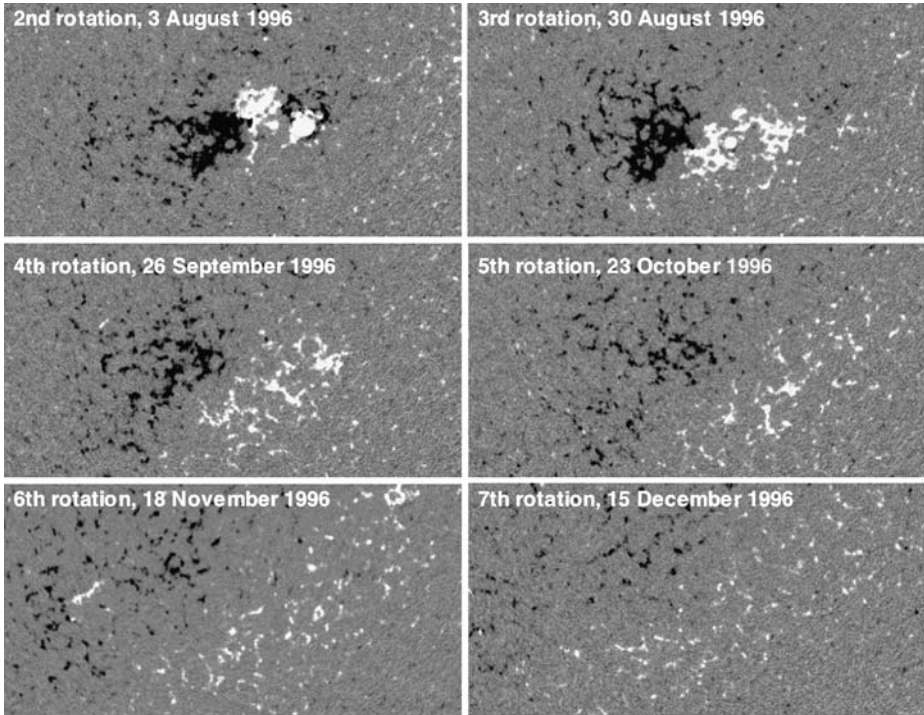 2nd rotation, 3 August 1996
3rd rotation, 30 August 1996
4th rotation, 26 September 1996
5th rotation, 23 October 1996
6th rotation, 18 November 1996
7th rotation, 15 December 1996